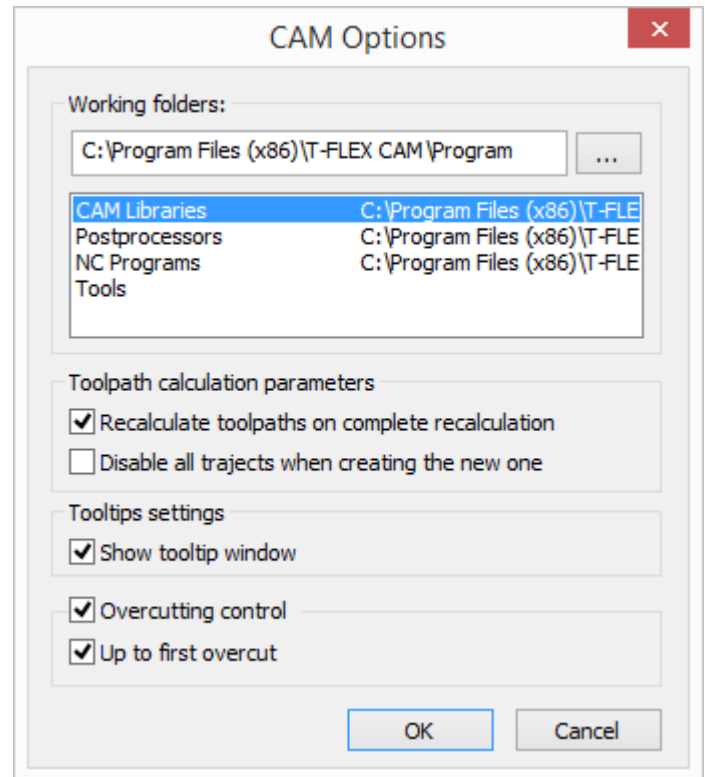 CAM Options
Working folders:
C:\Program Files (x86)\T-FLEX CAM\Program
...
CAM Libraries C:\Program Files (x86)\T-FLE
Postprocessors C:\Program Files (x86)\T-FLE
NC Programs C:\Program Files (x86)\T-FLE
Tools
Toolpath calculation parameters
Recalculate toolpaths on complete recalculation
Disable all trajects when creating the new one
Tooltips settings
Show tooltip window
Overcutting control
Up to first overcut
OK Cancel